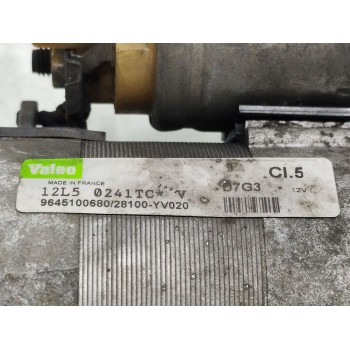 Valeo
MADE IN FRANCE
Cl.5
12L5 0241TC* V D7G3 12V
9645100680/28100-YV020